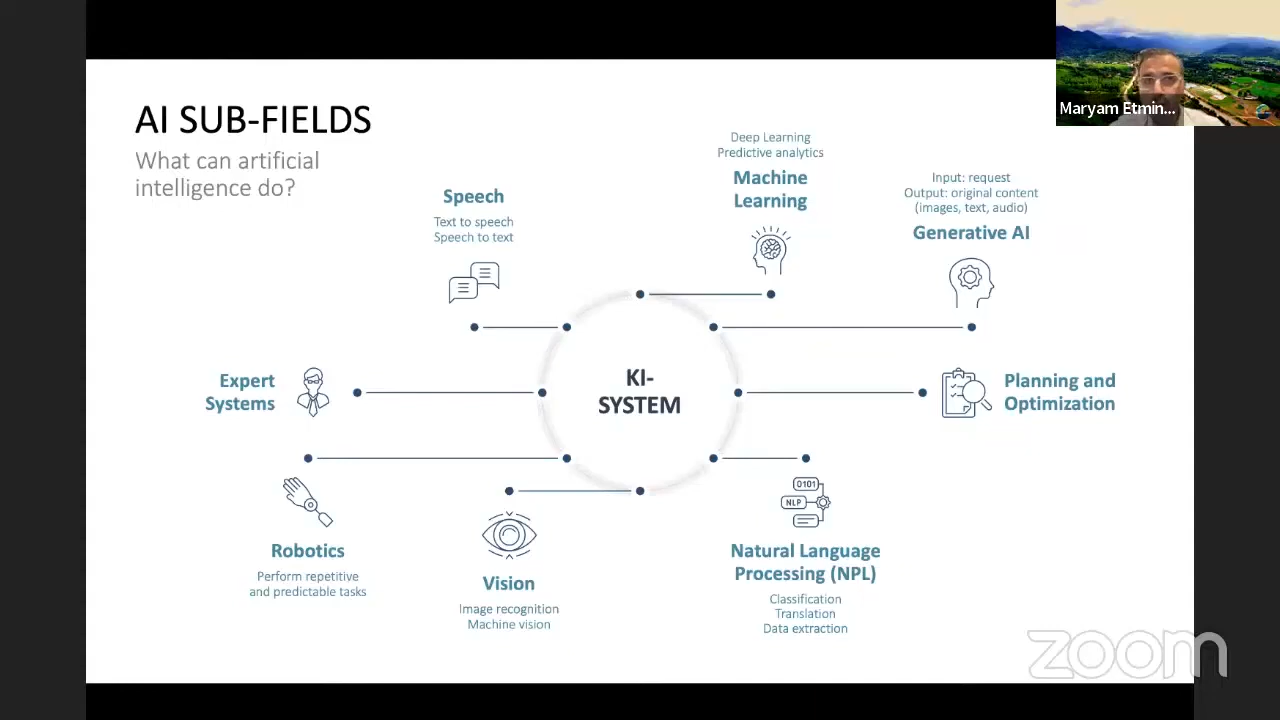 AI SUB-FIELDS
What can artificial
intelligence do?
Maryam Etmin...
Speech
Text to speech
Speech to text
Deep Learning
Predictive analytics
Machine
Learning
Input: request
Output: original content
(images, text, audio)
Generative AI
Expert
Systems
KI-
SYSTEM
Planning and
Optimization
Robotics
Perform repetitive
and predictable tasks
Vision
Image recognition
Machine vision
0101
NLP
Natural Language
Processing (NPL)
Classification
Translation
Data extraction
zoom